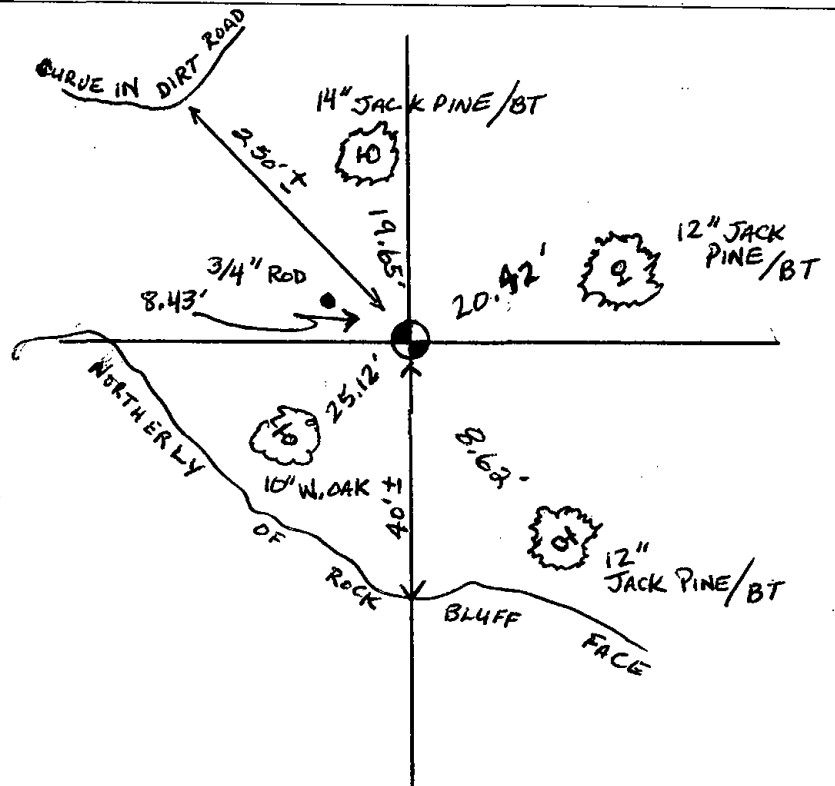 CURVE IN DIRT ROAD
250' ±
14" JACK PINE/BT
19.65'
12" JACK
PINE/BT
20.42'
3/4" ROD
8.43'
25.12'
10" W. OAK
40' ±
8.62'
12"
JACK PINE/BT
NORTHERLY
OF
ROCK
BLUFF
FACE